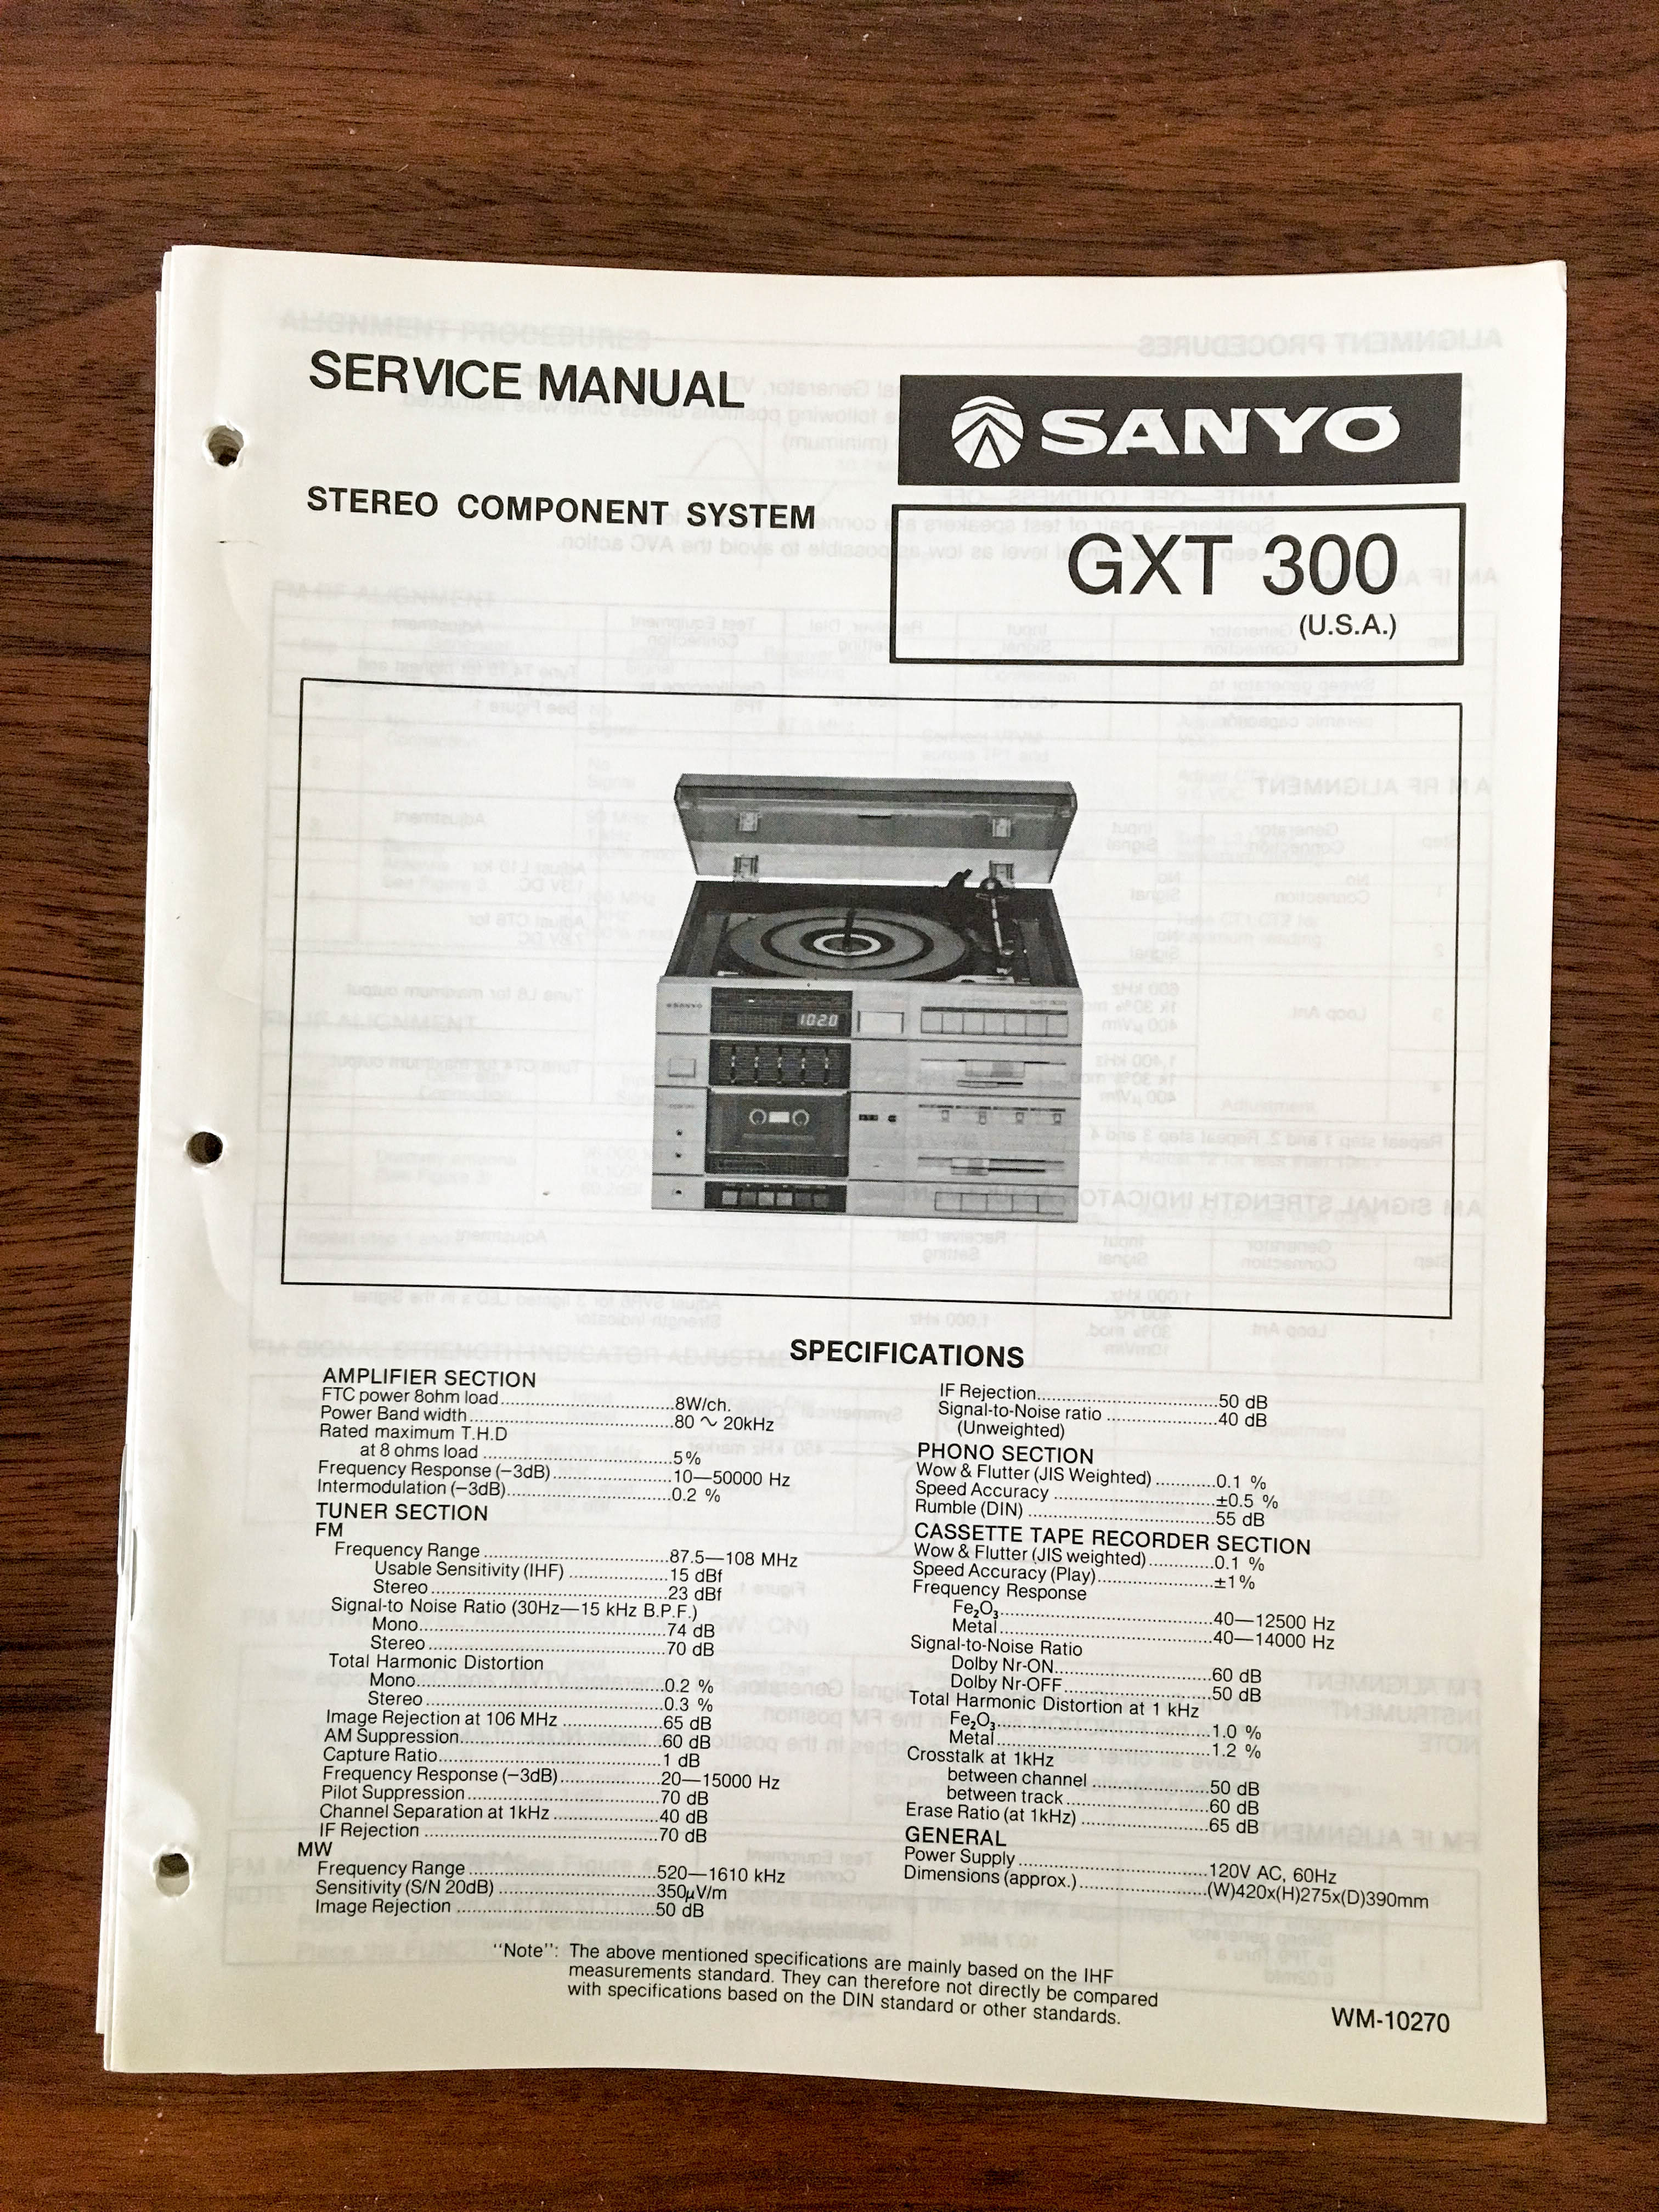 SERVICE MANUAL
SANYO
STEREO COMPONENT SYSTEM
GXT 300
(U.S.A.)
SANYO
102.0
SPECIFICATIONS
AMPLIFIER SECTION
FTC power 8ohm load..........8W/ch.
Power Band width..........80 ~ 20kHz
Rated maximum T.H.D
at 8 ohms load..........5%
Frequency Response (−3dB)..........10—50000 Hz
Intermodulation (−3dB)..........0.2 %
TUNER SECTION
FM
Frequency Range..........87.5—108 MHz
Usable Sensitivity (IHF)..........15 dBf
Stereo..........23 dBf
Signal-to Noise Ratio (30Hz—15 kHz B.P.F.)
Mono..........74 dB
Stereo..........70 dB
Total Harmonic Distortion
Mono..........0.2 %
Stereo..........0.3 %
Image Rejection at 106 MHz..........65 dB
AM Suppression..........60 dB
Capture Ratio..........1 dB
Frequency Response (−3dB)..........20—15000 Hz
Pilot Suppression..........70 dB
Channel Separation at 1kHz..........40 dB
IF Rejection..........70 dB
MW
Frequency Range..........520—1610 kHz
Sensitivity (S/N 20dB)..........350μV/m
Image Rejection..........50 dB
IF Rejection..........50 dB
Signal-to-Noise ratio..........40 dB
(Unweighted)
PHONO SECTION
Wow & Flutter (JIS Weighted)..........0.1 %
Speed Accuracy..........±0.5 %
Rumble (DIN)..........55 dB
CASSETTE TAPE RECORDER SECTION
Wow & Flutter (JIS weighted)..........0.1 %
Speed Accuracy (Play)..........±1%
Frequency Response
Fe₂O₃..........40—12500 Hz
Metal..........40—14000 Hz
Signal-to-Noise Ratio
Dolby Nr-ON..........60 dB
Dolby Nr-OFF..........50 dB
Total Harmonic Distortion at 1 kHz
Fe₂O₃..........1.0 %
Metal..........1.2 %
Crosstalk at 1kHz
between channel..........50 dB
between track..........60 dB
Erase Ratio (at 1kHz)..........65 dB
GENERAL
Power Supply..........120V AC, 60Hz
Dimensions (approx.)..........(W)420x(H)275x(D)390mm
"Note": The above mentioned specifications are mainly based on the IHF
measurements standard. They can therefore not directly be compared
with specifications based on the DIN standard or other standards.
WM-10270